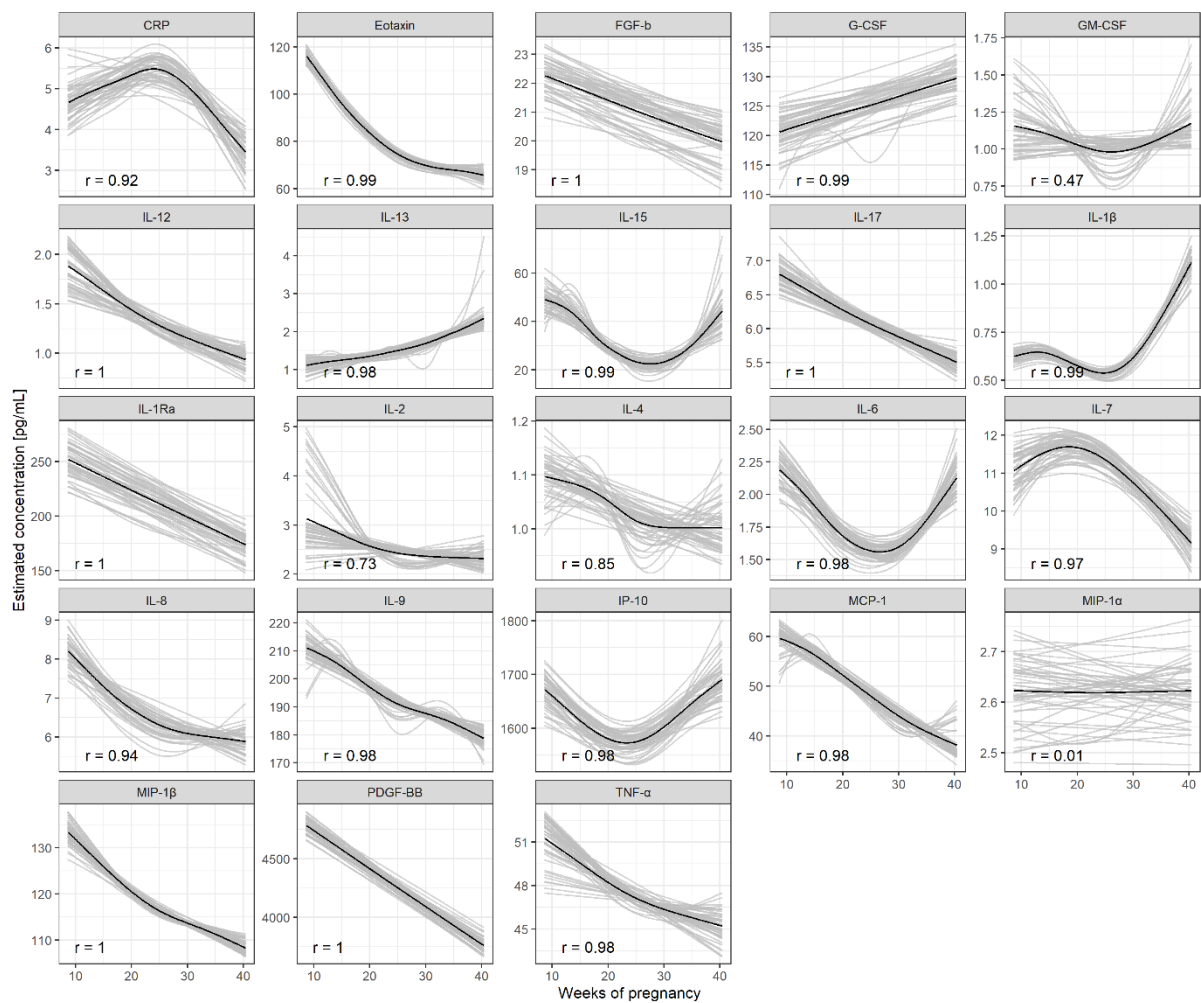 CRP
Eotaxin
FGF-b
G-CSF
GM-CSF
6
5
4
3
r = 0.92
120
100
80
60
r = 0.99
23
22
21
20
19
r = 1
135
130
125
120
115
110
r = 0.99
1.75
1.50
1.25
1.00
0.75
r = 0.47
IL-12
IL-13
IL-15
IL-17
IL-1β
2.0
1.5
1.0
r = 1
4
3
2
1
r = 0.98
60
40
20
r = 0.99
7.0
6.5
6.0
5.5
r = 1
1.25
1.00
0.75
0.50
r = 0.99
Estimated concentration [pg/mL]
IL-1Ra
IL-2
IL-4
IL-6
IL-7
250
200
150
r = 1
5
4
3
2
r = 0.73
1.2
1.1
1.0
r = 0.85
2.50
2.25
2.00
1.75
1.50
r = 0.98
12
11
10
9
r = 0.97
IL-8
IL-9
IP-10
MCP-1
MIP-1α
9
8
7
6
r = 0.94
220
210
200
190
180
170
r = 0.98
1800
1700
1600
r = 0.98
60
50
40
r = 0.98
10 20 30 40
2.7
2.6
2.5
r = 0.01
10 20 30 40
MIP-1β
PDGF-BB
TNF-α
130
120
110
r = 1
10 20 30 40
4500
4000
r = 1
10 20 30 40
51
48
45
r = 0.98
10 20 30 40
Weeks of pregnancy